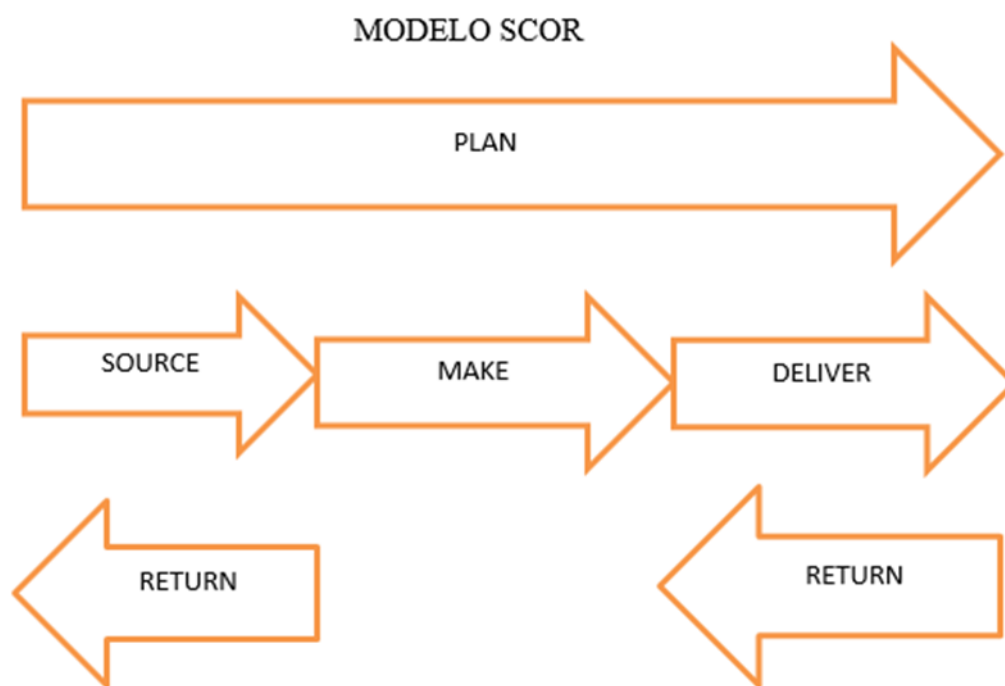 MODELO SCOR
PLAN
SOURCE
MAKE
DELIVER
RETURN
RETURN